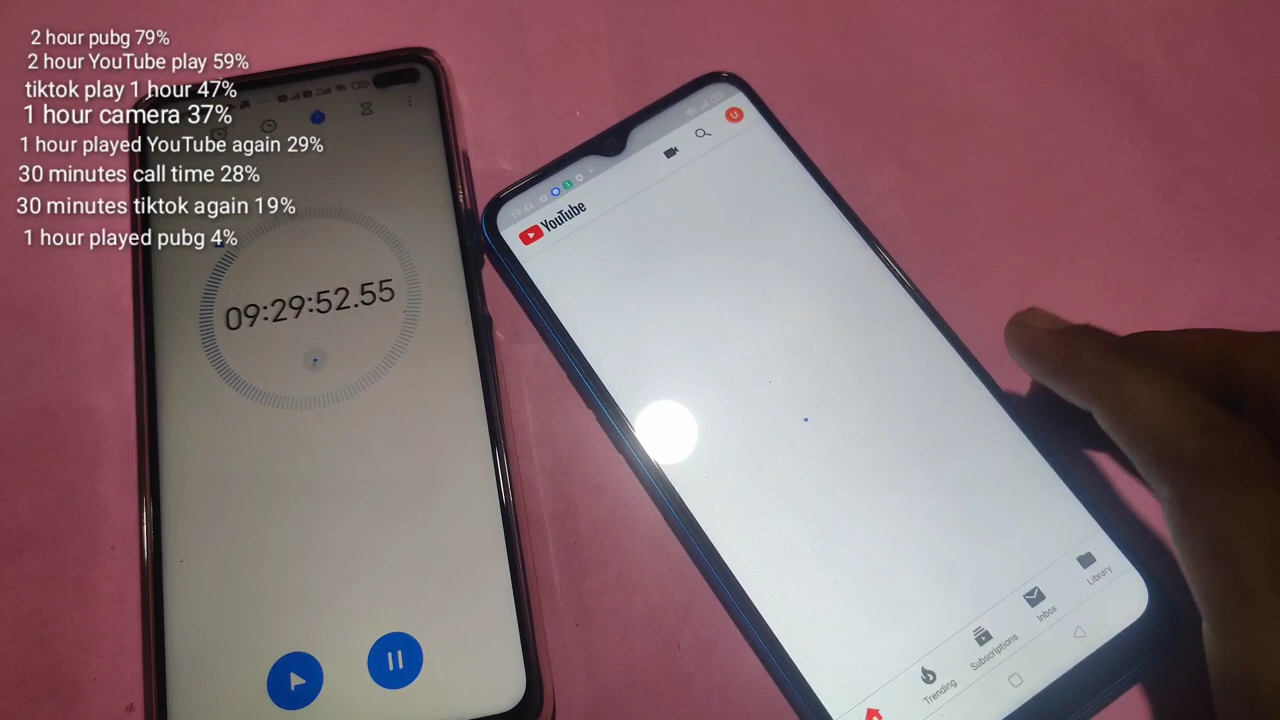 2 hour pubg 79%
2 hour YouTube play 59%
tiktok play 1 hour 47%
1 hour camera 37%
1 hour played YouTube again 29%
30 minutes call time 28%
30 minutes tiktok again 19%
1 hour played pubg 4%
09:29:52.55
19:44
U
YouTube
Trending
Subscriptions
Inbox
Library